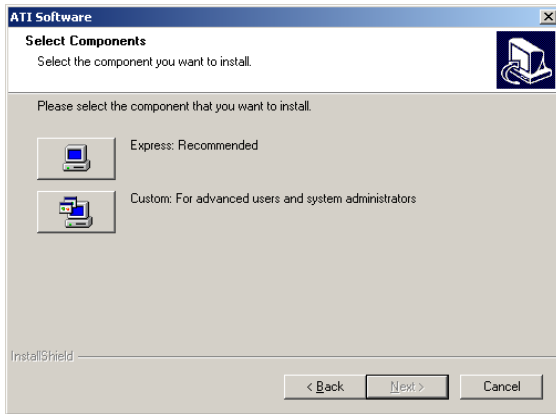 ATI Software
Select Components
Select the component you want to install.
Please select the component that you want to install.
Express: Recommended
Custom: For advanced users and system administrators
InstallShield
< Back Next > Cancel